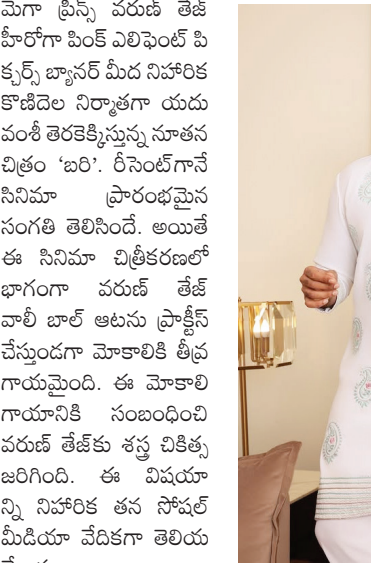 మెగా ప్రిన్స్ వరుణ్ తేజ్
హీరోగా పింక్ ఎలిఫెంట్ పి
క్చర్స్ బ్యానర్ మీద నిహారిక
కొణిదెల నిర్మాతగా యదు
వంశీ తెరకెక్కిస్తున్న నూతన
చిత్రం ‘బరి’. రీసెంట్‌గానే
సినిమా ప్రారంభమైన
సంగతి తెలిసిందే. అయితే
ఈ సినిమా చిత్రీకరణలో
భాగంగా వరుణ్ తేజ్
వాలీ బాల్ ఆటను ప్రాక్టీస్
చేస్తుండగా మోకాలికి తీవ్ర
గాయమైంది. ఈ మోకాలి
గాయానికి సంబంధించి
వరుణ్ తేజ్‌కు శస్త్ర చికిత్స
జరిగింది. ఈ విషయా
న్ని నిహారిక తన సోషల్
మీడియా వేదికగా తెలియ